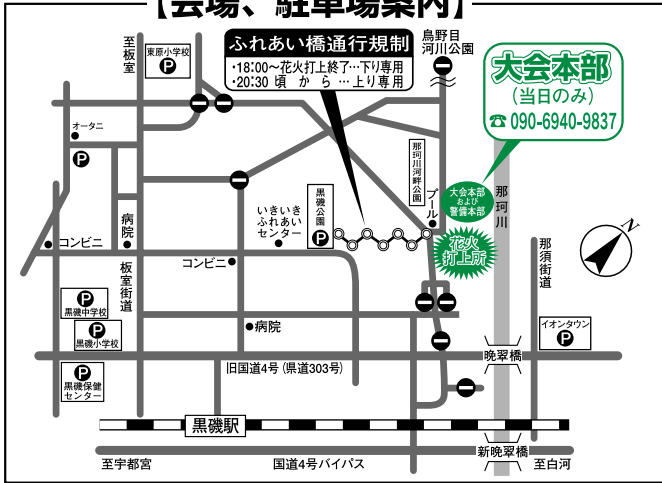 【会場、駐車場案内】
至板室
東原小学校
P
ふれあい橋通行規制
・18:00〜花火打上終了…下り専用
・20:30 頃 か ら … 上り専用
鳥野目
河川公園
大会本部
(当日のみ)
☎ 090-6940-9837
オータニ
P
那珂川河畔公園
プール
大会本部
および
警備本部
那珂川
花火
打上所
黒磯公園
P
いきいき
ふれあい
センター
病院
コンビニ
コンビニ
板室街道
那須街道
N
P
黒磯中学校
P
黒磯小学校
病院
イオンタウン
P
晩翠橋
旧国道4号(県道303号)
P
黒磯保健
センター
黒磯駅
新晩翠橋
至宇都宮
国道4号バイパス
至白河